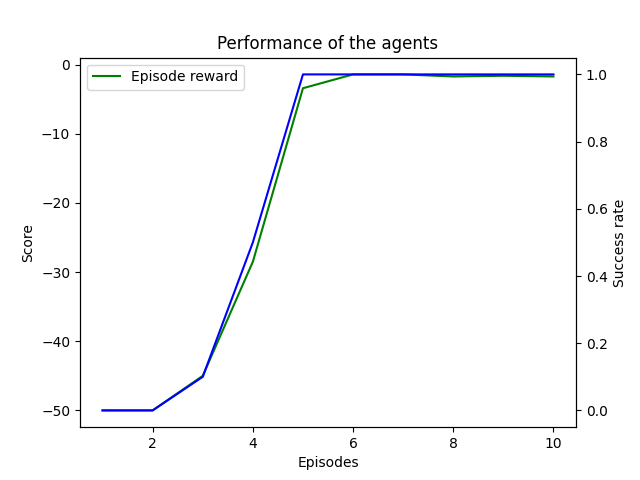 Performance of the agents
Episode reward
0
−10
−20
−30
−40
−50
Score
1.0
0.8
0.6
0.4
0.2
0.0
Success rate
2 4 6 8 10
Episodes